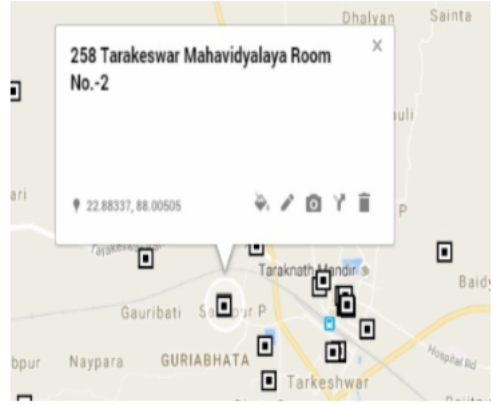 Dhalyan
Sainta
258 Tarakeswar Mahavidyalaya Room
No.-2
22.88337, 88.00505
Taraknath Mandir
Gauribati
P
Naypara
GURIABHATA
Hospital Rd
Tarkeshwar